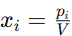 x_i = \frac{p_i}{V}